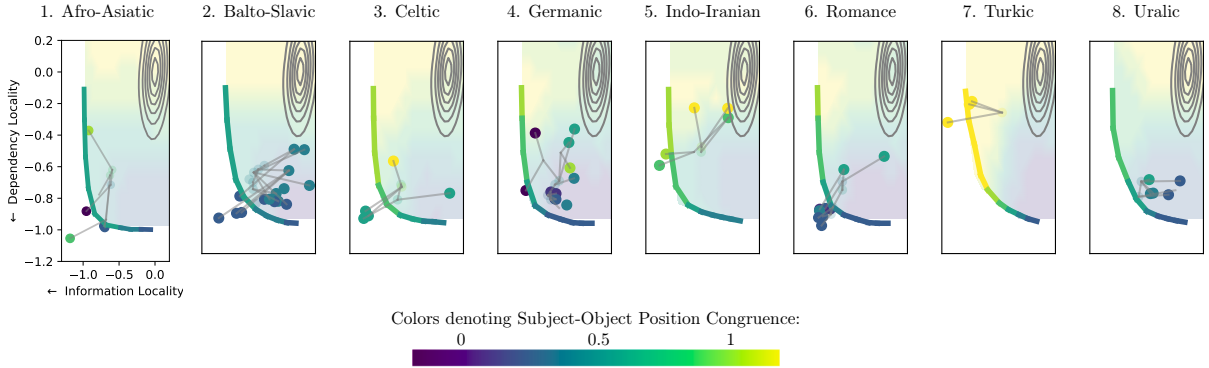 1. Afro-Asiatic 2. Balto-Slavic 3. Celtic 4. Germanic 5. Indo-Iranian 6. Romance 7. Turkic 8. Uralic
0.2
0.0
−0.2
−0.4
−0.6
−0.8
−1.0
−1.2
← Dependency Locality
−1.0 −0.5 0.0
← Information Locality
Colors denoting Subject-Object Position Congruence:
0 0.5 1